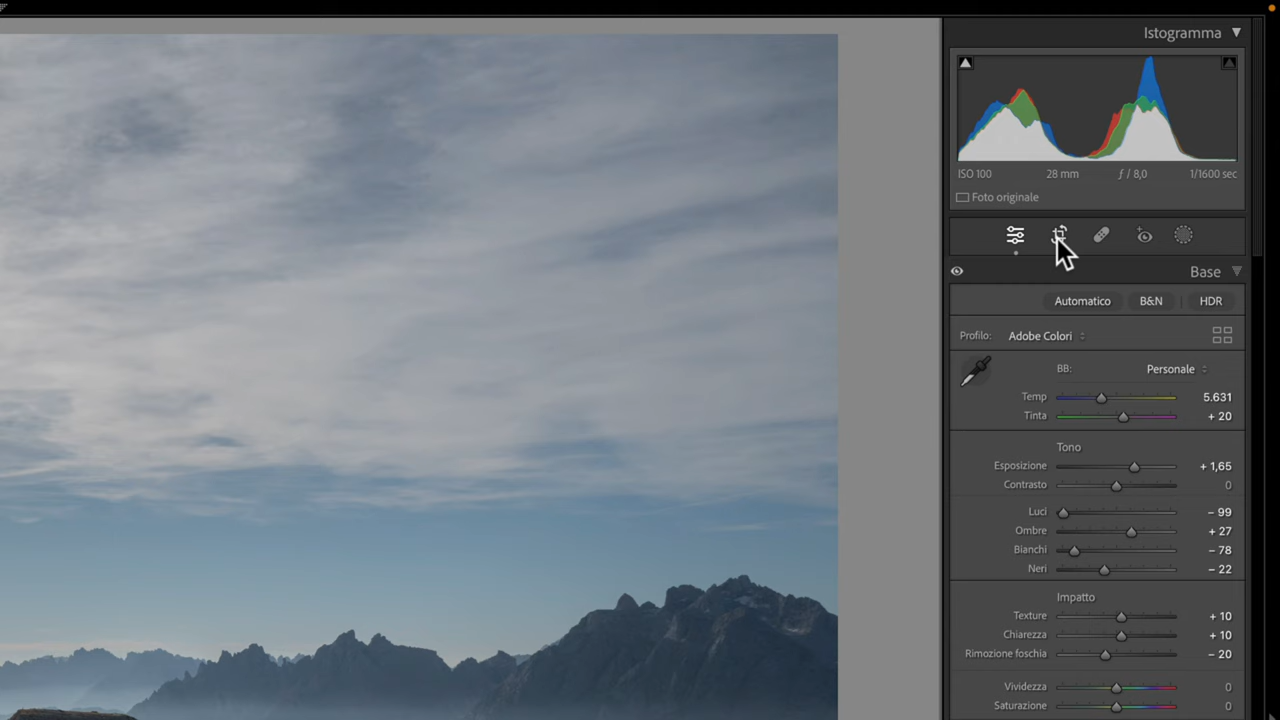 Istogramma
ISO 100 28 mm ƒ / 8,0 1/1600 sec
Foto originale
Base
Automatico B&N HDR
Profilo: Adobe Colori
BB: Personale
Temp 5.631
Tinta + 20
Tono
Esposizione + 1,65
Contrasto 0
Luci – 99
Ombre + 27
Bianchi – 78
Neri – 22
Impatto
Texture + 10
Chiarezza + 10
Rimozione foschia – 20
Vividezza 0
Saturazione 0